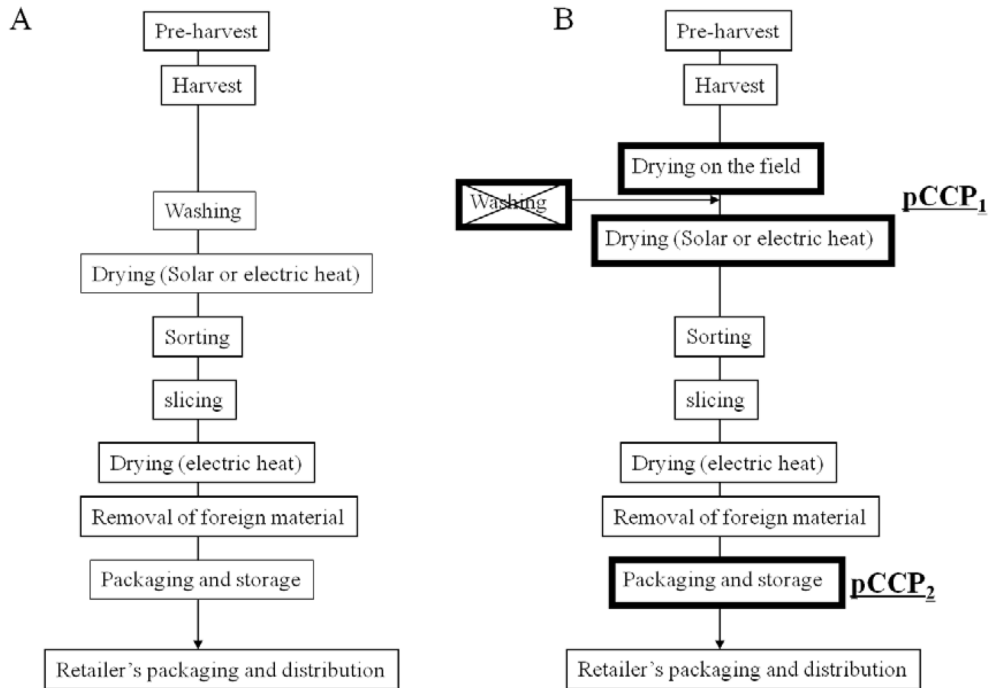 A
Pre-harvest
Harvest
Washing
Drying (Solar or electric heat)
Sorting
slicing
Drying (electric heat)
Removal of foreign material
Packaging and storage
Retailer's packaging and distribution
B
Pre-harvest
Harvest
Drying on the field
Washing
pCCP1
Drying (Solar or electric heat)
Sorting
slicing
Drying (electric heat)
Removal of foreign material
Packaging and storage
pCCP2
Retailer's packaging and distribution